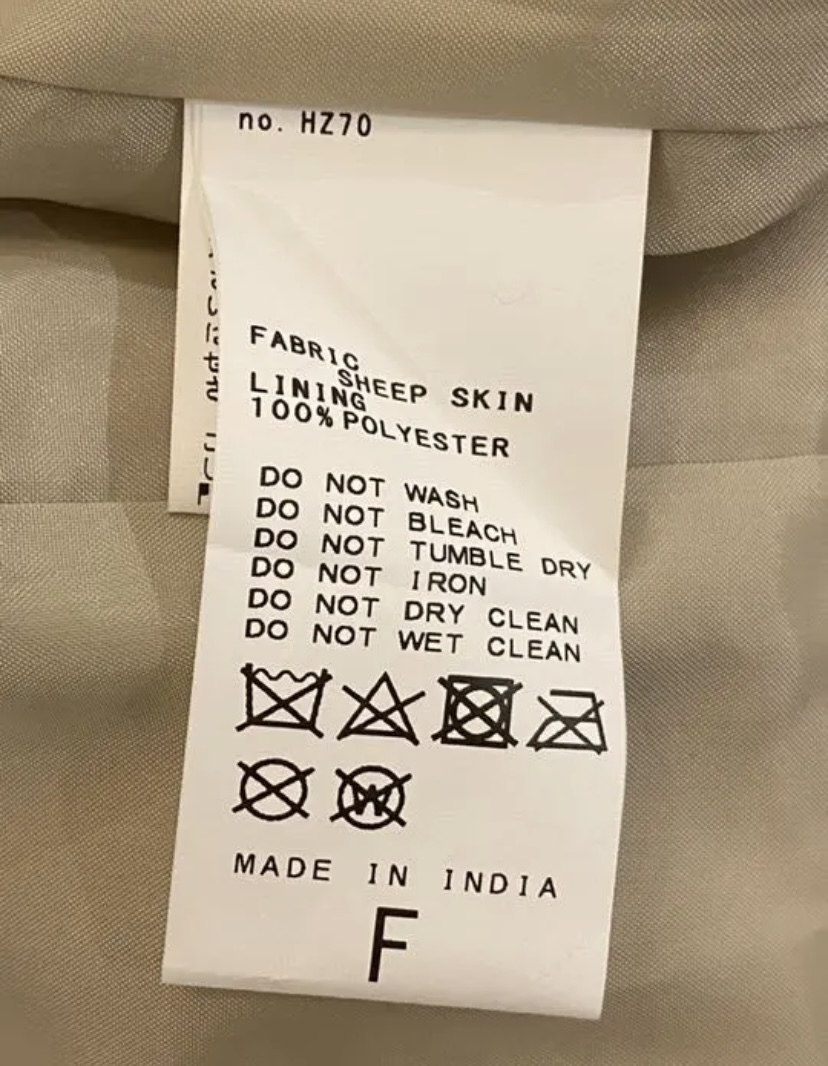 no. HZ70
FABRIC
SHEEP SKIN
LINING
100% POLYESTER
DO NOT WASH
DO NOT BLEACH
DO NOT TUMBLE DRY
DO NOT IRON
DO NOT DRY CLEAN
DO NOT WET CLEAN
W
MADE IN INDIA
F